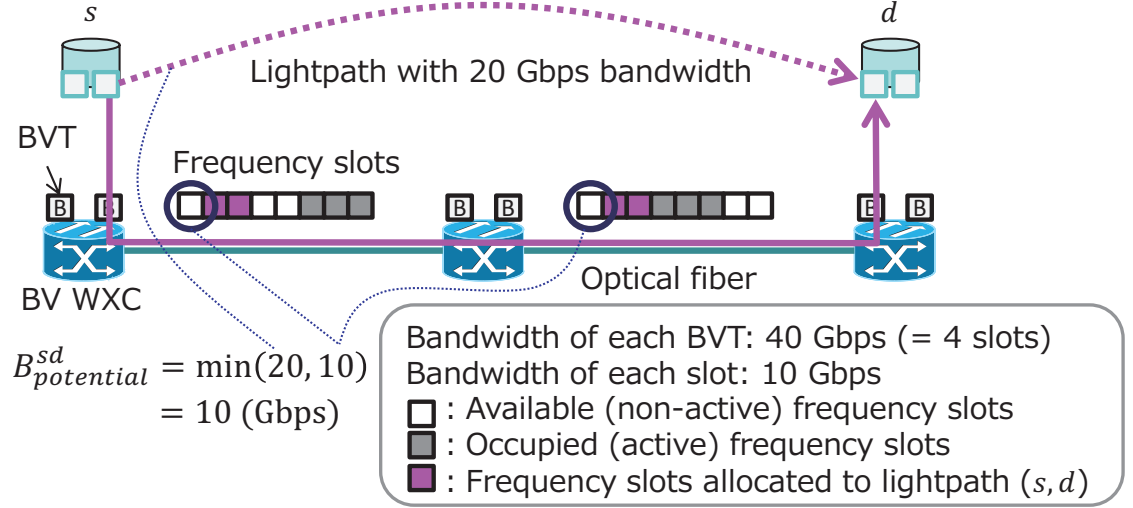 s
d
Lightpath with 20 Gbps bandwidth
BVT
Frequency slots
B B B B B B
BV WXC
Optical fiber
B^{sd}_{potential} = min(20, 10)
= 10 (Gbps)
Bandwidth of each BVT: 40 Gbps (= 4 slots)
Bandwidth of each slot: 10 Gbps
: Available (non-active) frequency slots
: Occupied (active) frequency slots
: Frequency slots allocated to lightpath (s, d)